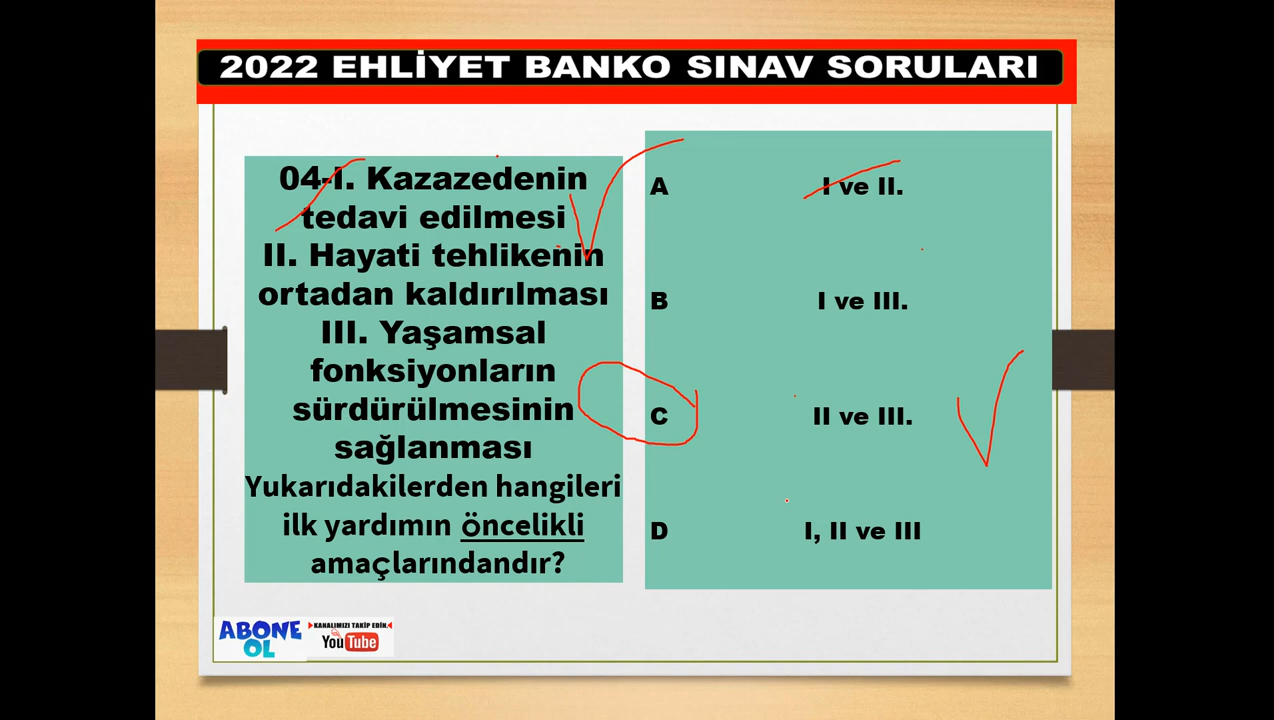 2022 EHLİYET BANKO SINAV SORULARI
04-I. Kazazedenin
tedavi edilmesi
II. Hayati tehlikenin
ortadan kaldırılması
III. Yaşamsal
fonksiyonların
sürdürülmesinin
sağlanması
Yukarıdakilerden hangileri
ilk yardımın öncelikli
amaçlarındandır?
A I ve II.
B I ve III.
C II ve III.
D I, II ve III
ABONE
OL
KANALIMIZI TAKİP EDİN.
YouTube